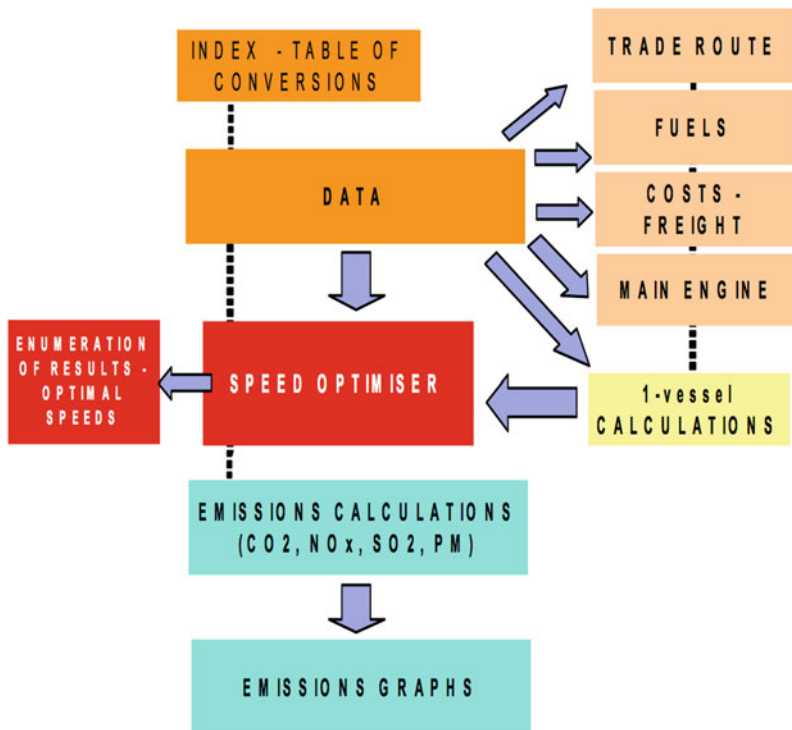 INDEX - TABLE OF
CONVERSIONS
TRADE ROUTE
FUELS
DATA
COSTS -
FREIGHT
MAIN ENGINE
ENUMERATION
OF RESULTS -
OPTIMAL
SPEEDS
SPEED OPTIMISER
1-vessel
CALCULATIONS
EMISSIONS CALCULATIONS
(CO2, NOx, SO2, PM)
EMISSIONS GRAPHS